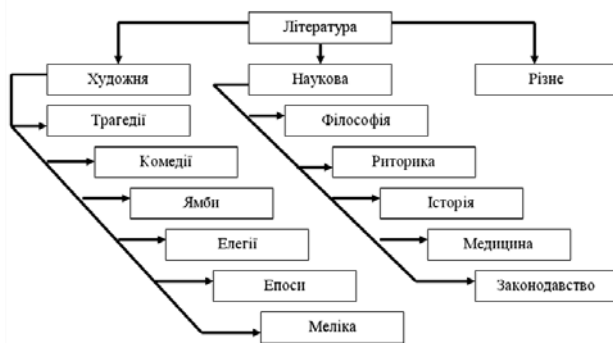 Література
Художня
Наукова
Різне
Трагедії
Філософія
Комедії
Риторика
Ямби
Історія
Елегії
Медицина
Епоси
Законодавство
Меліка